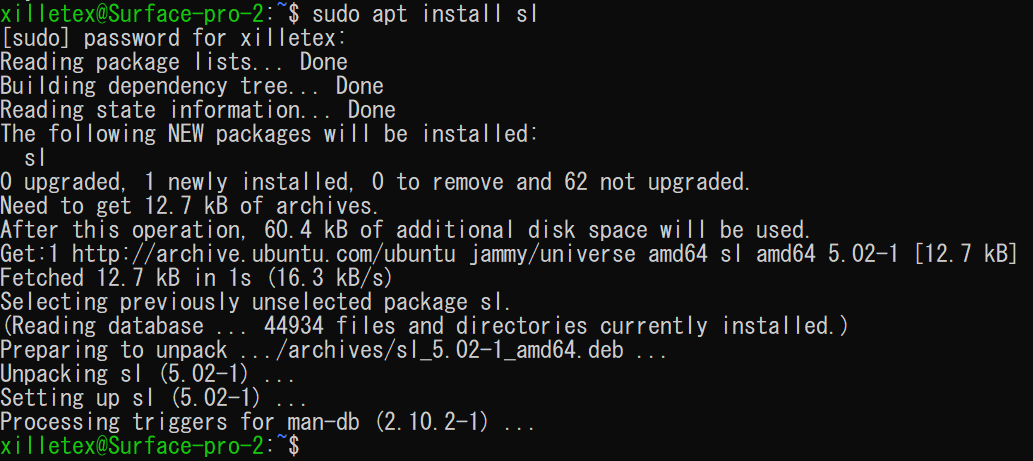 xilletex@Surface-pro-2:~$ sudo apt install sl
[sudo] password for xilletex:
Reading package lists... Done
Building dependency tree... Done
Reading state information... Done
The following NEW packages will be installed:
  sl
0 upgraded, 1 newly installed, 0 to remove and 62 not upgraded.
Need to get 12.7 kB of archives.
After this operation, 60.4 kB of additional disk space will be used.
Get:1 http://archive.ubuntu.com/ubuntu jammy/universe amd64 sl amd64 5.02-1 [12.7 kB]
Fetched 12.7 kB in 1s (16.3 kB/s)
Selecting previously unselected package sl.
(Reading database ... 44934 files and directories currently installed.)
Preparing to unpack .../archives/sl_5.02-1_amd64.deb ...
Unpacking sl (5.02-1) ...
Setting up sl (5.02-1) ...
Processing triggers for man-db (2.10.2-1) ...
xilletex@Surface-pro-2:~$